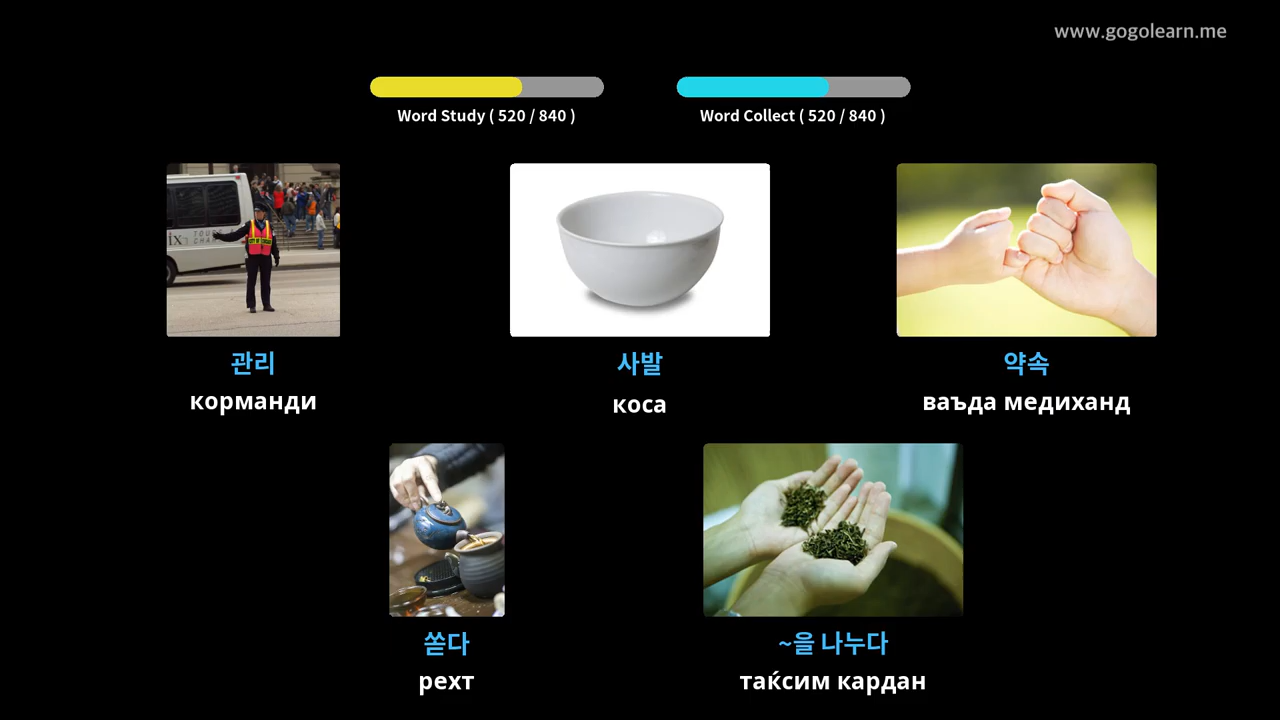 www.gogolearn.me
Word Study ( 520 / 840 )
Word Collect ( 520 / 840 )
관리
корманди
사발
коса
약속
ваъда медиханд
쏟다
рехт
~을 나누다
таќсим кардан